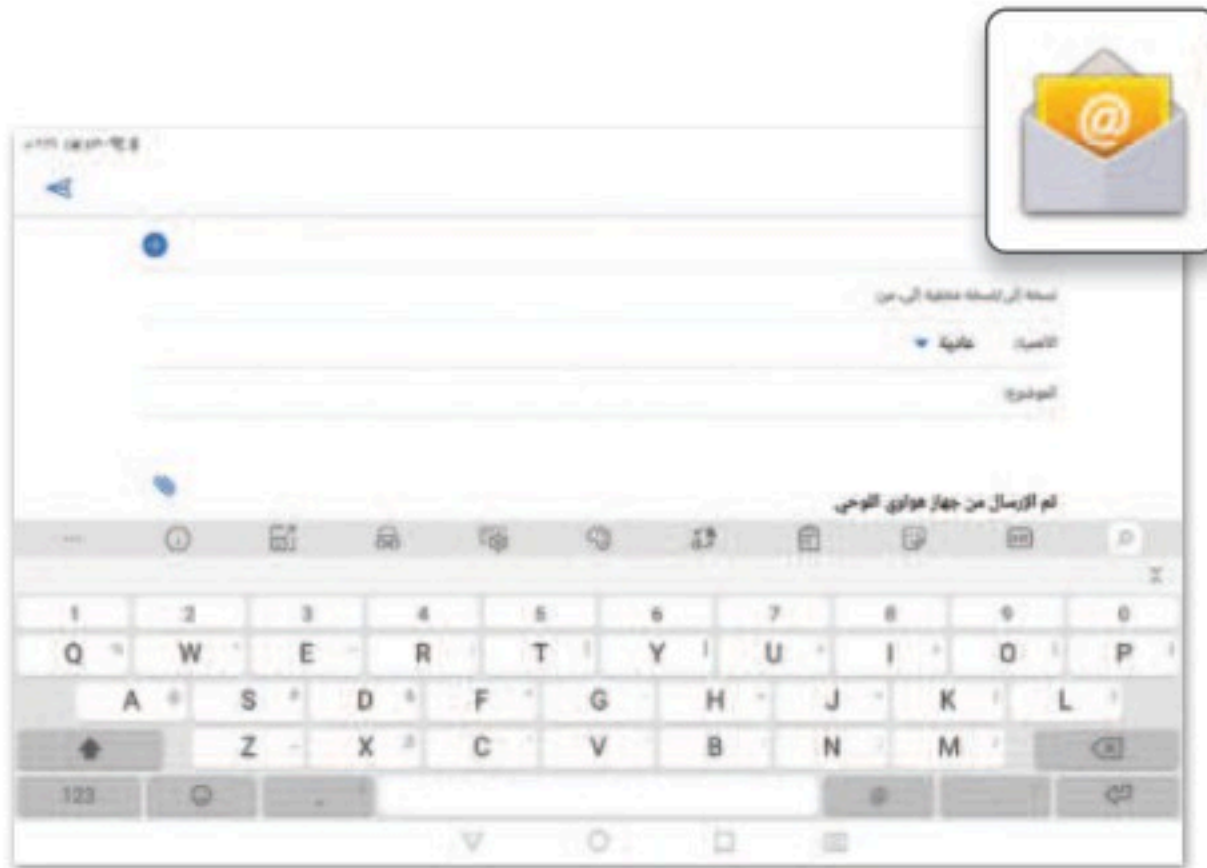 @
نسخة إلى/نسخة مخفية إلى، من
الأهمية: عادية
الموضوع:
تم الإرسال من جهاز هواوي اللوحي.
1 2 3 4 5 6 7 8 9 0
Q W E R T Y U I O P
A S D F G H J K L
Z X C V B N M
123 , @